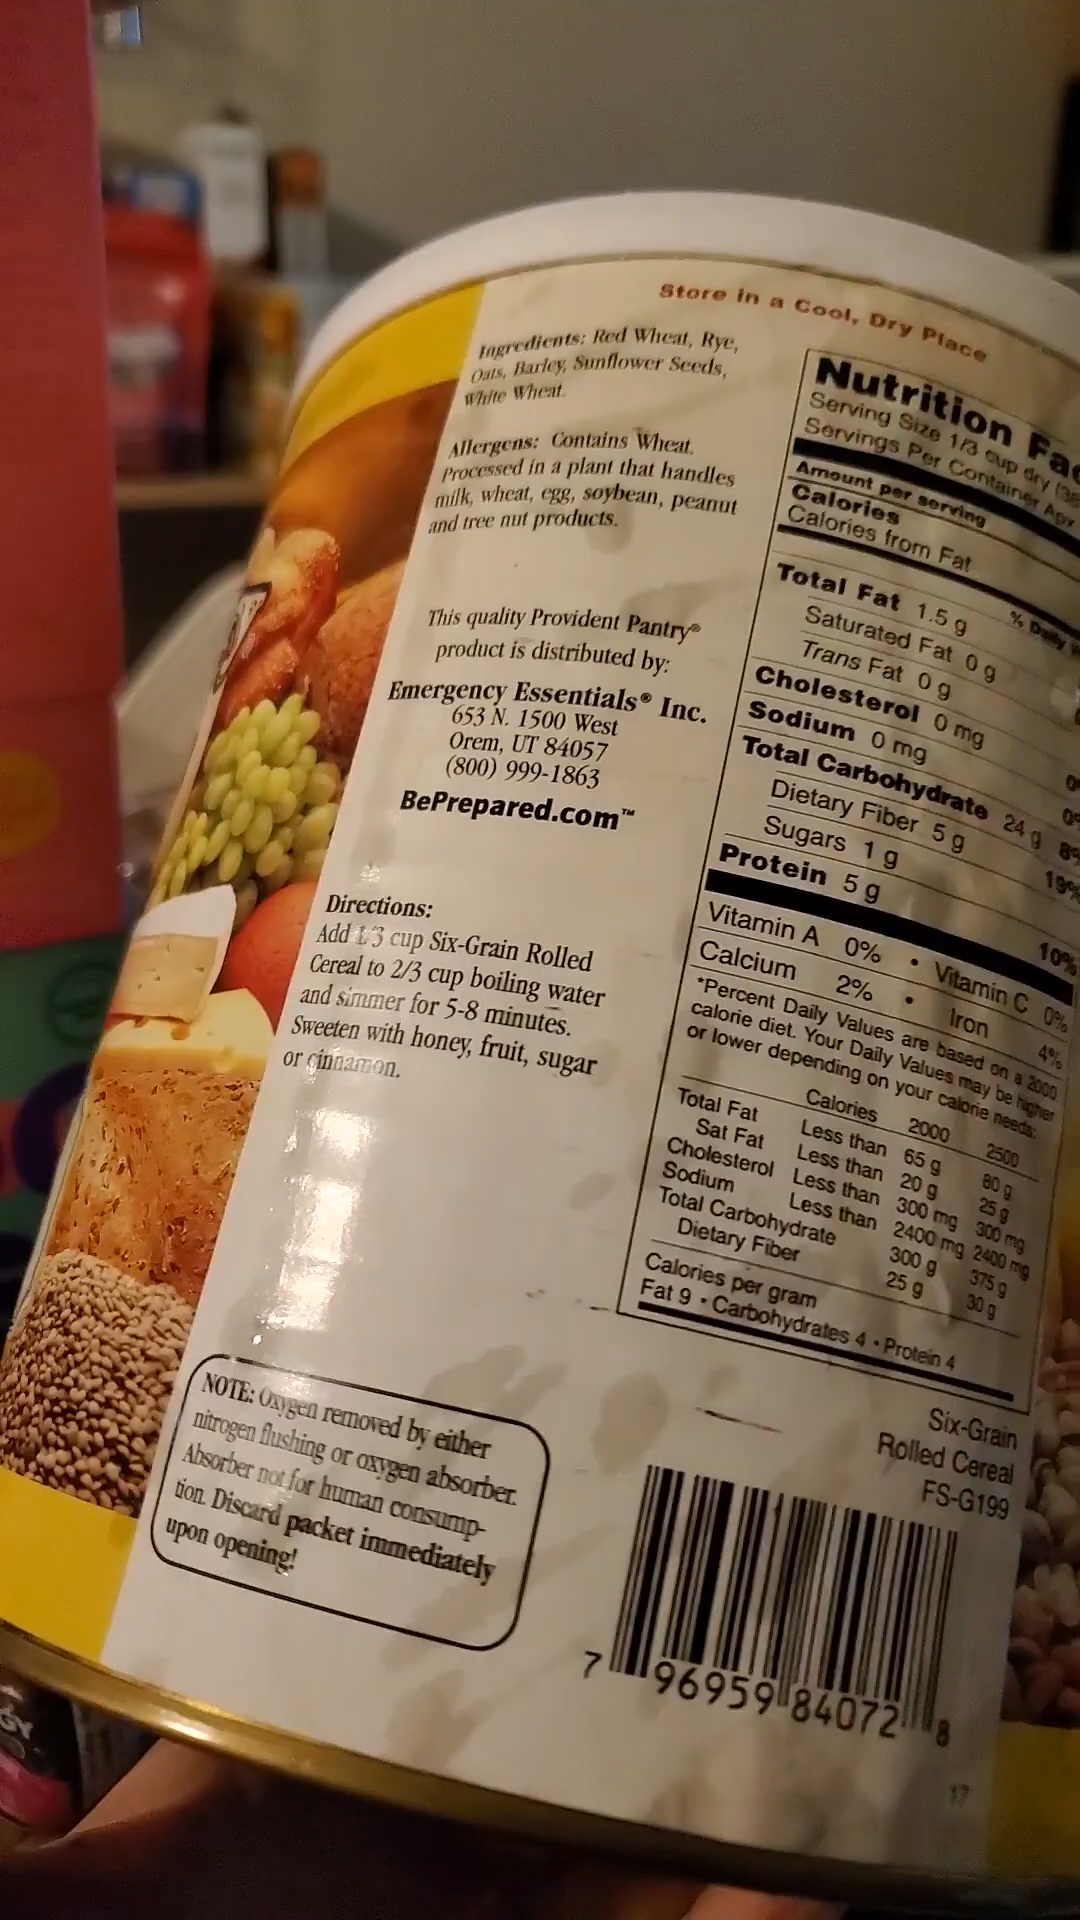 Store in a Cool, Dry Place
Ingredients: Red Wheat, Rye,
Oats, Barley, Sunflower Seeds,
White Wheat.
Allergens: Contains Wheat.
Processed in a plant that handles
milk, wheat, egg, soybean, peanut
and tree nut products.
This quality Provident Pantry®
product is distributed by:
Emergency Essentials® Inc.
653 N. 1500 West
Orem, UT 84057
(800) 999-1863
BePrepared.com™
Directions:
Add 1/3 cup Six-Grain Rolled
Cereal to 2/3 cup boiling water
and simmer for 5-8 minutes.
Sweeten with honey, fruit, sugar
or cinnamon.
NOTE: Oxygen removed by either
nitrogen flushing or oxygen absorber.
Absorber not for human consump-
tion. Discard packet immediately
upon opening!
Nutrition Fac
Serving Size 1/3 cup dry
Servings Per Container Apx
Amount per serving
Calories
Calories from Fat
% Daily
Total Fat 1.5 g
Saturated Fat 0 g
Trans Fat 0 g
Cholesterol 0 mg
Sodium 0 mg
Total Carbohydrate 24 g 8%
Dietary Fiber 5 g 19%
Sugars 1 g
Protein 5 g 10%
Vitamin A 0% • Vitamin C 0%
Calcium 2% • Iron 4%
*Percent Daily Values are based on a 2000
calorie diet. Your Daily Values may be higher
or lower depending on your calorie needs:
Calories 2000 2500
Total Fat Less than 65 g 80 g
Sat Fat Less than 20 g 25 g
Cholesterol Less than 300 mg 300 mg
Sodium Less than 2400 mg 2400 mg
Total Carbohydrate 300 g 375 g
Dietary Fiber 25 g 30 g
Calories per gram
Fat 9 • Carbohydrates 4 • Protein 4
Six-Grain
Rolled Cereal
FS-G199
7 96959 84072 8
17